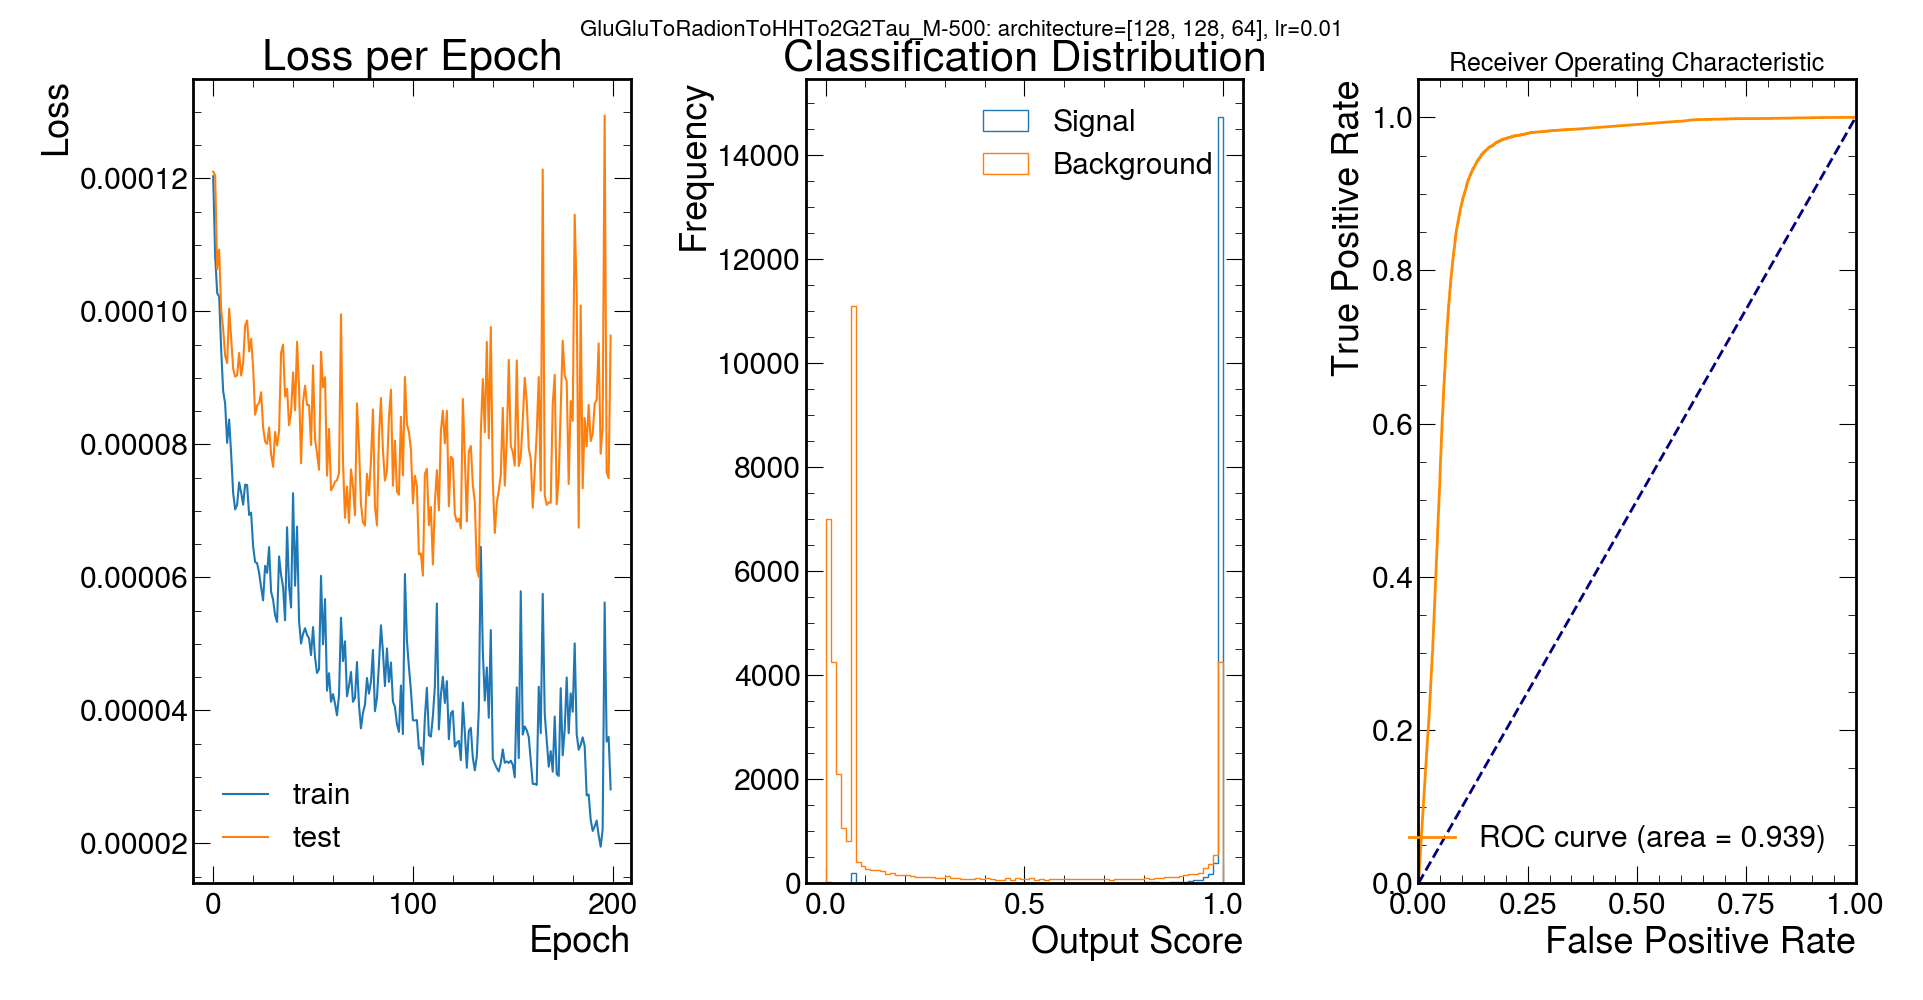 GluGluToRadionToHHTo2G2Tau_M-500: architecture=[128, 128, 64], lr=0.01
Loss per Epoch
Loss
0.00012
0.00010
0.00008
0.00006
0.00004
0.00002
train
test
0 100 200
Epoch
Classification Distribution
Frequency
Signal
Background
14000
12000
10000
8000
6000
4000
2000
0
0.0 0.5 1.0
Output Score
Receiver Operating Characteristic
True Positive Rate
1.0
0.8
0.6
0.4
0.2
0.0
ROC curve (area = 0.939)
0.00 0.25 0.50 0.75 1.00
False Positive Rate